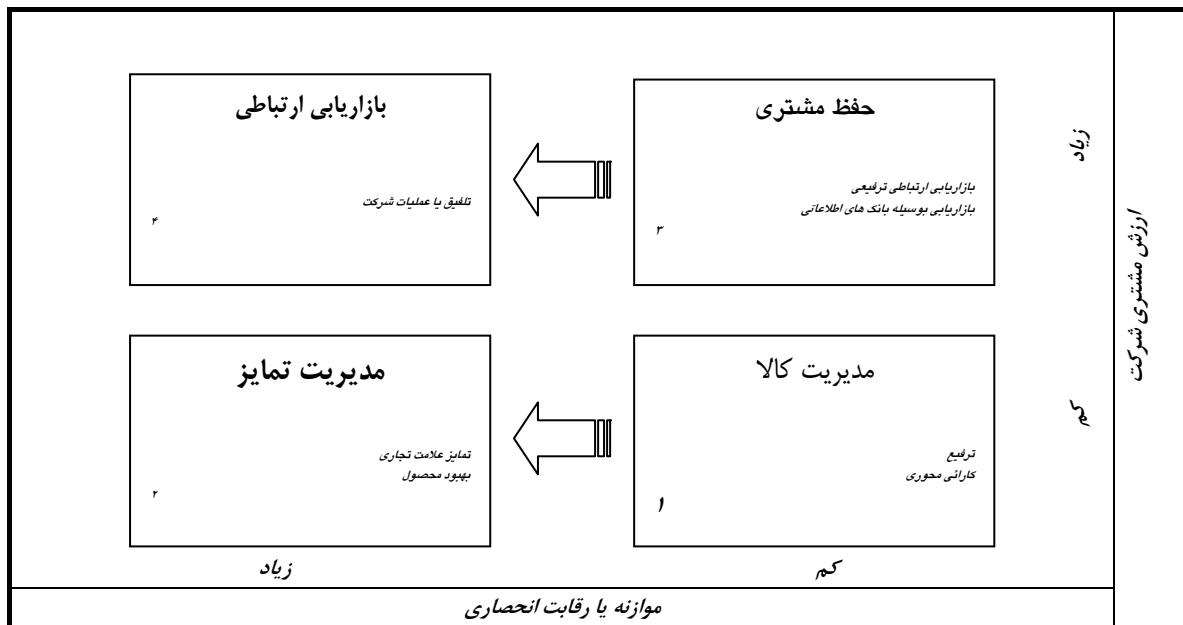 حفظ مشتری
بازاریابی ارتباطی ترفیعی
بازاریابی بوسیله بانک های اطلاعاتی
۳
بازاریابی ارتباطی
تلفیق یا عملیات شرکت
۴
زیاد
ارزش مشتری شرکت
مدیریت کالا
ترفیع
کارائی محوری
۱
مدیریت تمایز
تمایز علامت تجاری
بهبود محصول
۲
کم
کم
زیاد
موازنه یا رقابت انحصاری